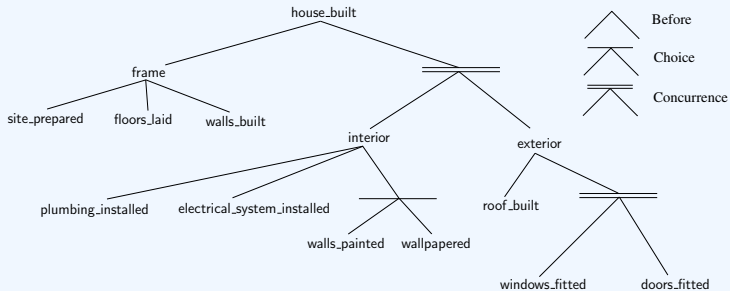 house_built
Before
Choice
frame
Concurrence
site_prepared
floors_laid
walls_built
interior
exterior
plumbing_installed
electrical_system_installed
roof_built
walls_painted
wallpapered
windows_fitted
doors_fitted